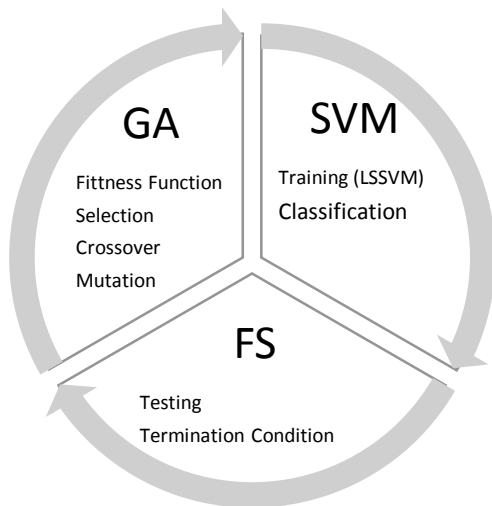 GA
Fittness Function
Selection
Crossover
Mutation
SVM
Training (LSSVM)
Classification
FS
Testing
Termination Condition